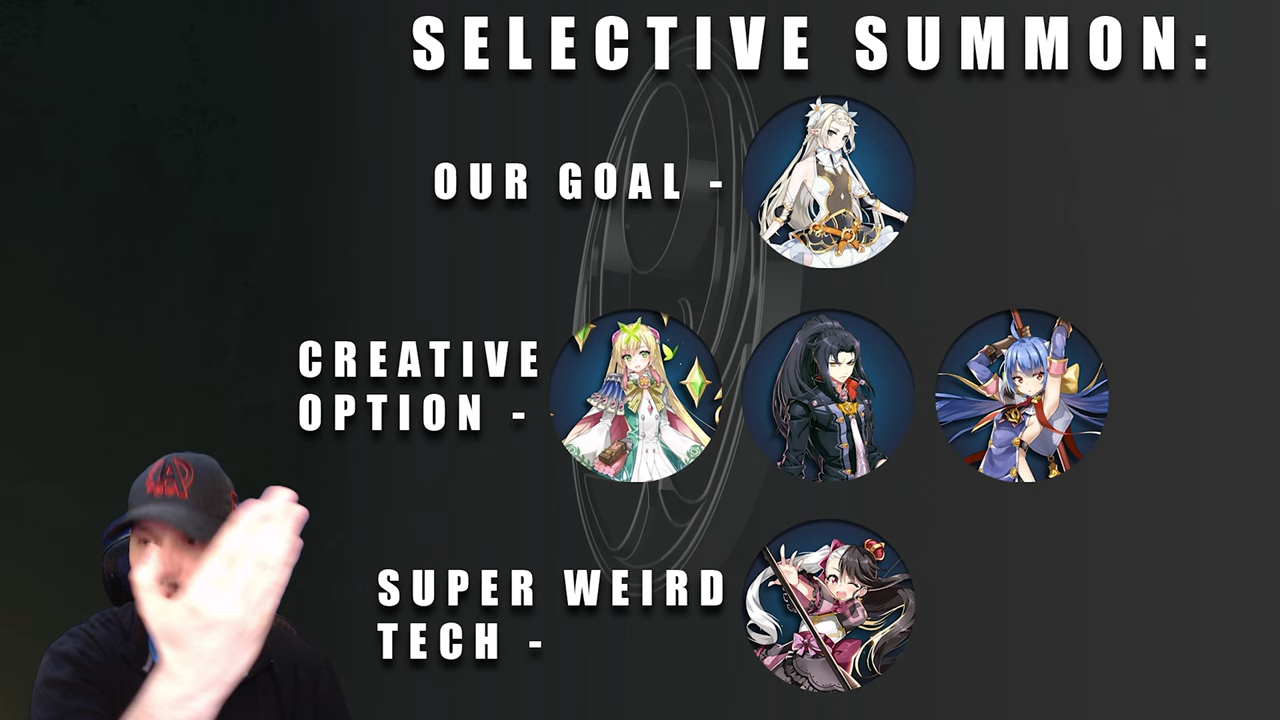 SELECTIVE SUMMON:
OUR GOAL -
CREATIVE
OPTION -
SUPER WEIRD
TECH -